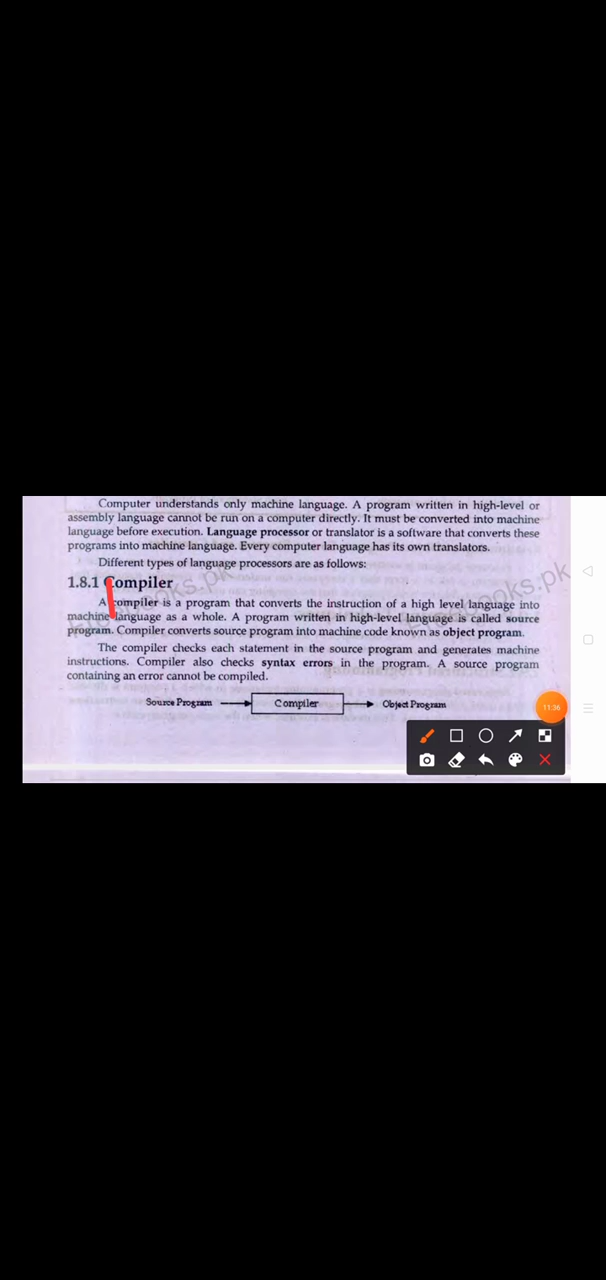 Computer understands only machine language. A program written in high-level or
assembly language cannot be run on a computer directly. It must be converted into machine
language before execution. Language processor or translator is a software that converts these
programs into machine language. Every computer language has its own translators.
Different types of language processors are as follows:
1.8.1 Compiler
A compiler is a program that converts the instruction of a high level language into
machine language as a whole. A program written in high-level language is called source
program. Compiler converts source program into machine code known as object program.
The compiler checks each statement in the source program and generates machine
instructions. Compiler also checks syntax errors in the program. A source program
containing an error cannot be compiled.
Source Program Compiler Object Program
11:36